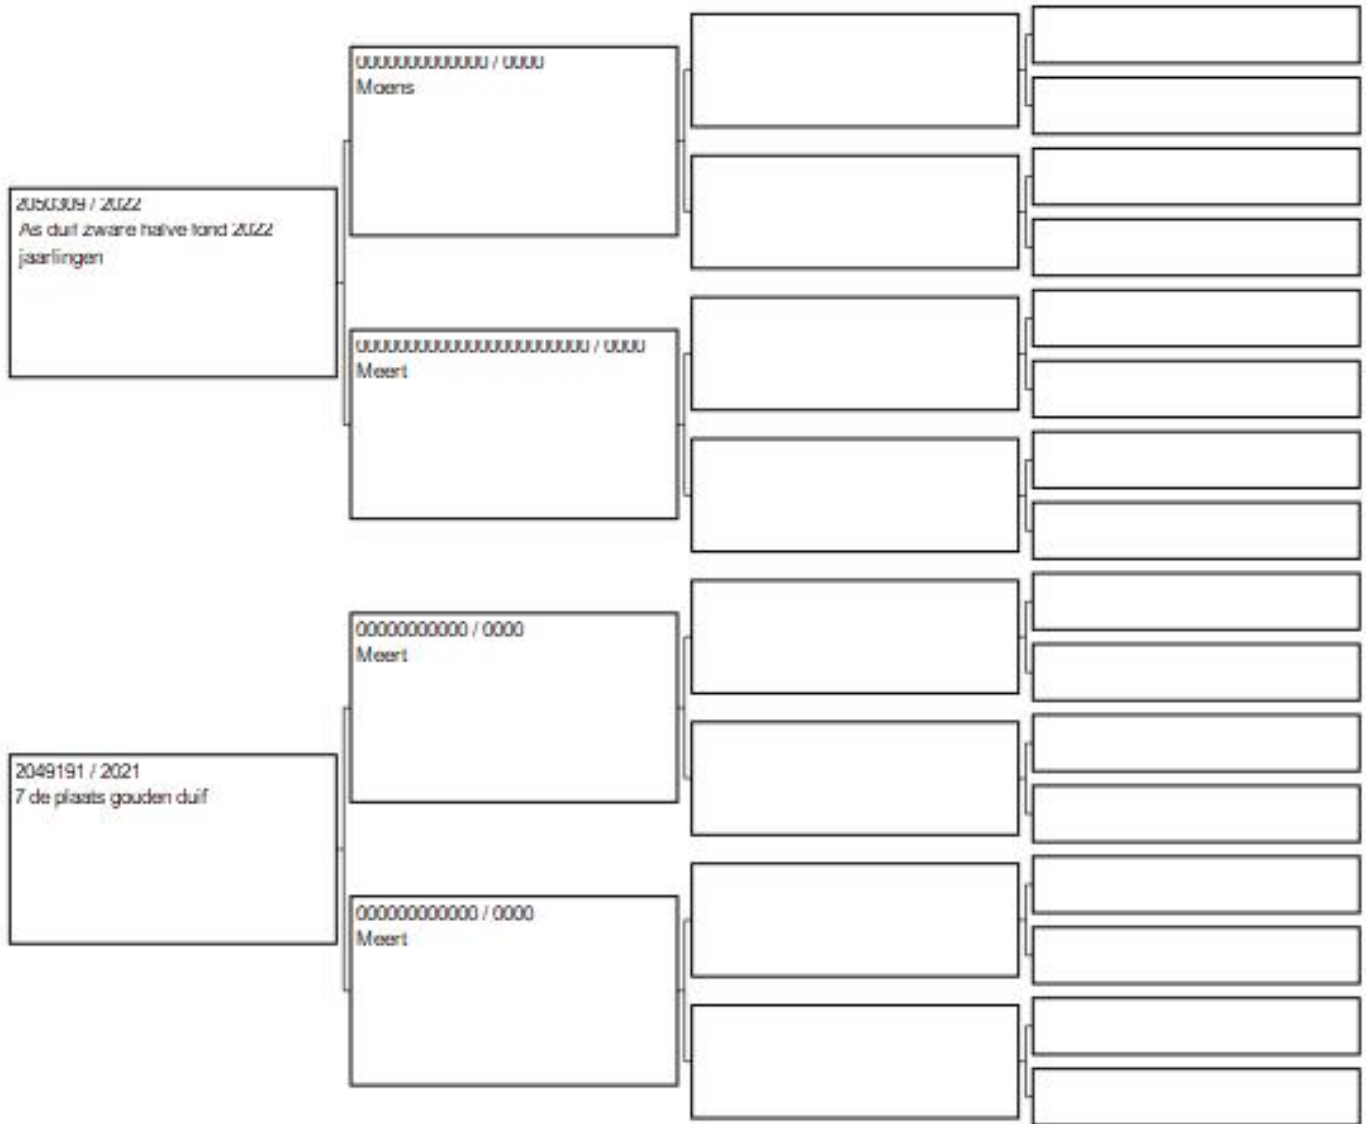 0000000000000 / 0000
Moens
2050309 / 2022
As duif zware halve fond 2022
jaarlingen
000000000000000000000000 / 0000
Meert
00000000000 / 0000
Meert
2049191 / 2021
7 de plaats gouden duif
000000000000 / 0000
Meert